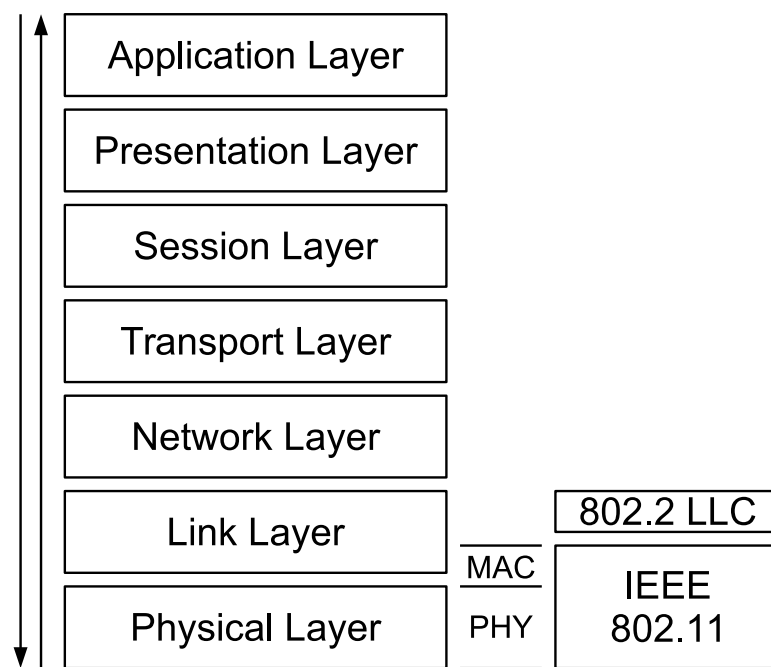 Application Layer
Presentation Layer
Session Layer
Transport Layer
Network Layer
Link Layer
802.2 LLC
MAC
IEEE
802.11
Physical Layer
PHY